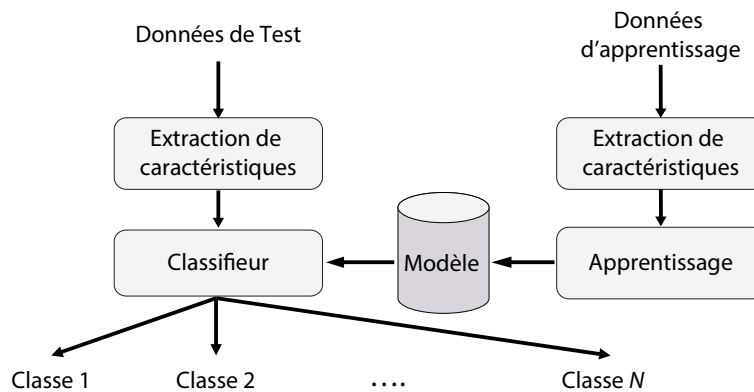 Données de Test
Données
d'apprentissage
Extraction de
caractéristiques
Extraction de
caractéristiques
Classifieur
Modèle
Apprentissage
Classe 1
Classe 2
....
Classe N